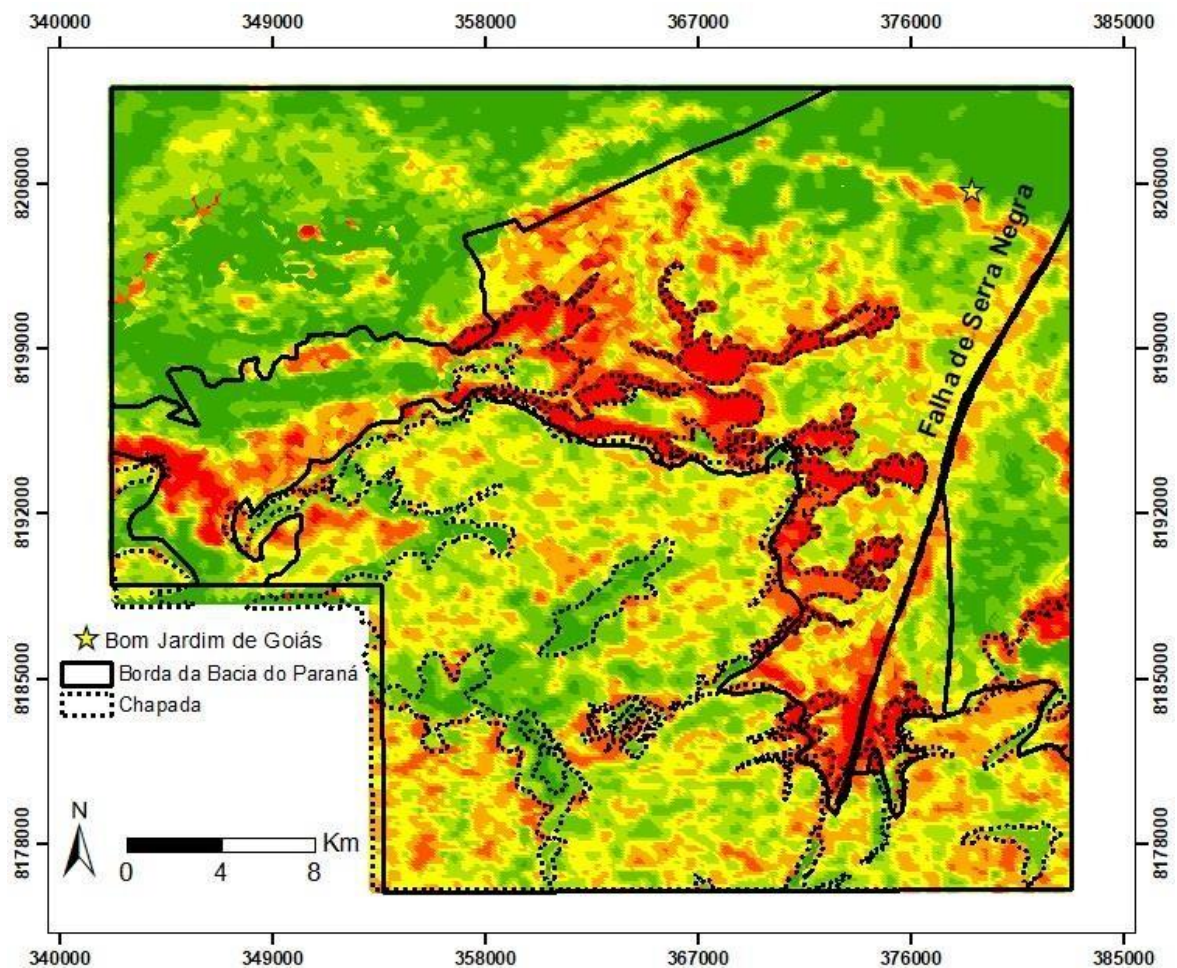 340000 349000 358000 367000 376000 385000
8206000 8206000
Falha de Serra Negra
8199000 8199000
8192000 8192000
Bom Jardim de Goiás
Borda da Bacia do Paraná
8185000 8185000
Chapada
N
Km
8178000 8178000
0 4 8
340000 349000 358000 367000 376000 385000